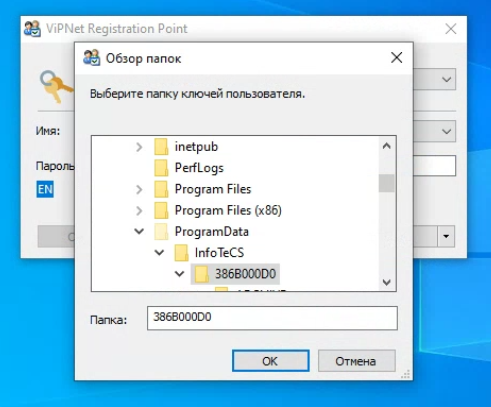 ViPNet Registration Point
Обзор папок
Выберите папку ключей пользователя.
Имя:
Пароль
EN
inetpub
PerfLogs
Program Files
Program Files (x86)
ProgramData
InfoTeCS
386B000D0
Папка:
386B000D0
OK
Отмена